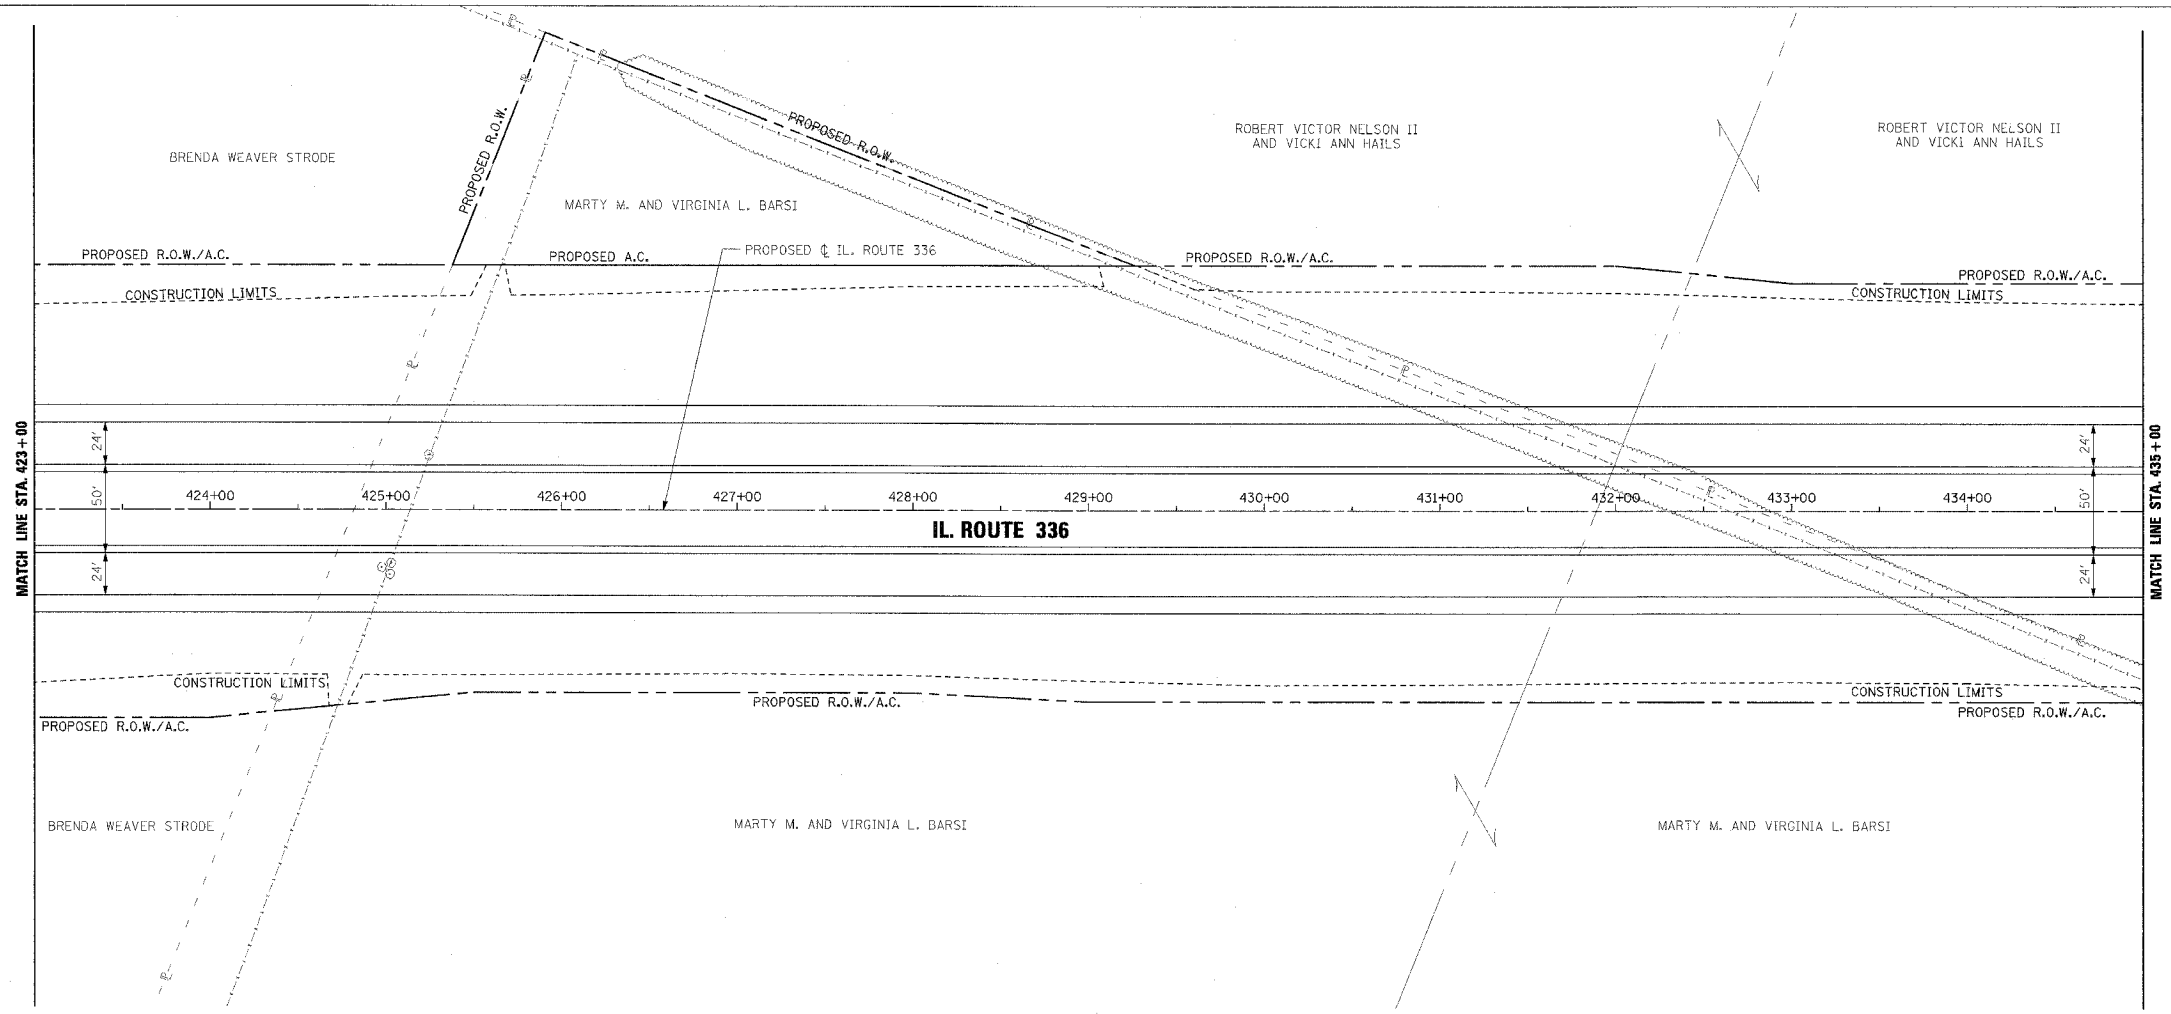 PROPOSED R.O.W.
PROPOSED R.O.W.
ROBERT VICTOR NELSON II
AND VICKI ANN HAILS
ROBERT VICTOR NELSON II
AND VICKI ANN HAILS
BRENDA WEAVER STRODE
MARTY M. AND VIRGINIA L. BARSI
PROPOSED R.O.W./A.C.
PROPOSED A.C.
PROPOSED ℄ IL. ROUTE 336
PROPOSED R.O.W./A.C.
PROPOSED R.O.W./A.C.
CONSTRUCTION LIMITS
CONSTRUCTION LIMITS
MATCH LINE STA. 423+00
24'
50'
24'
424+00
425+00
426+00
427+00
428+00
429+00
430+00
431+00
432+00
433+00
434+00
IL. ROUTE 336
24'
50'
24'
MATCH LINE STA. 435+00
CONSTRUCTION LIMITS
CONSTRUCTION LIMITS
PROPOSED R.O.W./A.C.
PROPOSED R.O.W./A.C.
PROPOSED R.O.W./A.C.
BRENDA WEAVER STRODE
MARTY M. AND VIRGINIA L. BARSI
MARTY M. AND VIRGINIA L. BARSI